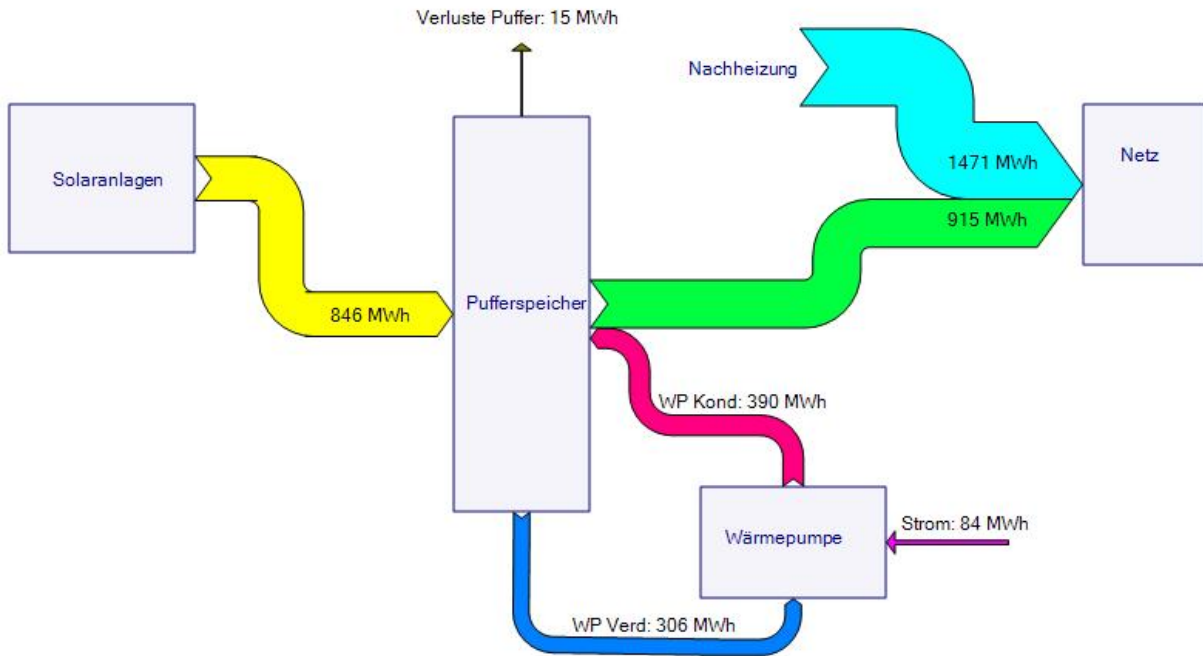 Verluste Puffer: 15 MWh
Nachheizung
Solaranlagen
1471 MWh
Netz
915 MWh
Pufferspeicher
846 MWh
WP Kond: 390 MWh
Strom: 84 MWh
Wärmepumpe
WP Verd: 306 MWh